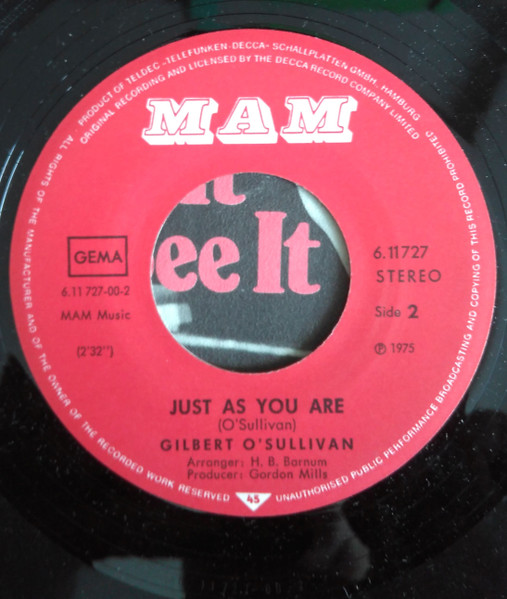 PRODUCT OF TELDEC »TELEFUNKEN-DECCA« SCHALLPLATTEN GMBH, HAMBURG
ORIGINAL RECORDING AND LICENSED BY THE DECCA RECORD COMPANY LIMITED
MAM
ee It
GEMA
6.11 727-00-2
MAM Music
(2'32")
6.11727
STEREO
Side 2
℗ 1975
JUST AS YOU ARE
(O'Sullivan)
GILBERT O'SULLIVAN
Arranger: H. B. Barnum
Producer: Gordon Mills
45
ALL RIGHTS OF THE MANUFACTURER AND OF THE OWNER OF THE RECORDED WORK RESERVED
UNAUTHORISED PUBLIC PERFORMANCE BROADCASTING AND COPYING OF THIS RECORD PROHIBITED